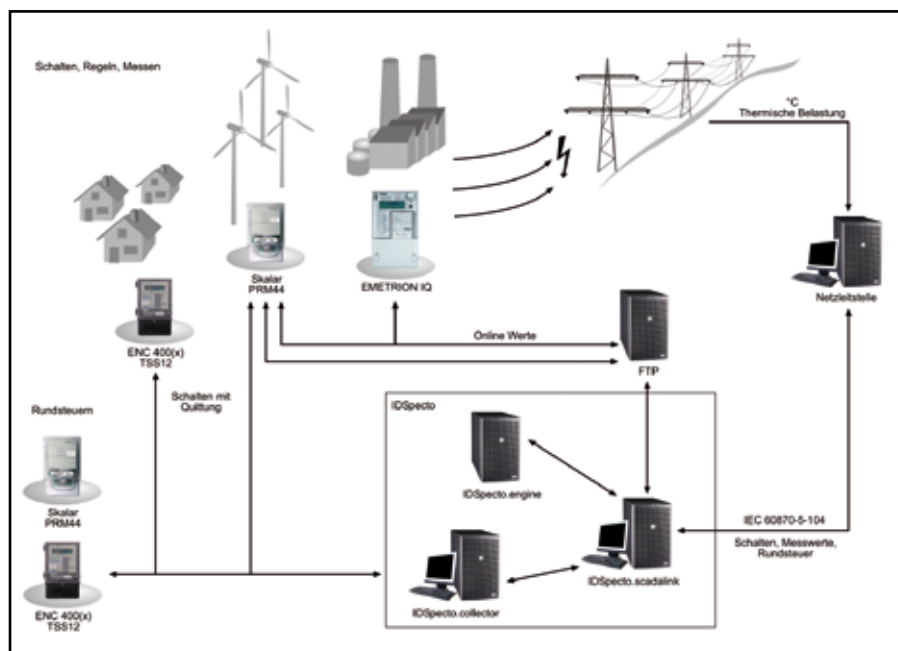 Schalten, Regeln, Messen
°C
Thermische Belastung
Skalar
PRM44
EMETRION IQ
Netzleitstelle
ENC 400(x)
TSS12
Online Werte
FTIP
Schalten mit
Quittung
Rundsteuern
IDSpecto
Skalar
PRM44
IDSpecto.engine
IEC 60870-5-104
Schalten, Messwerte,
Rundsteuer
IDSpecto.scadalink
ENC 400(x)
TSS12
IDSpecto.collector